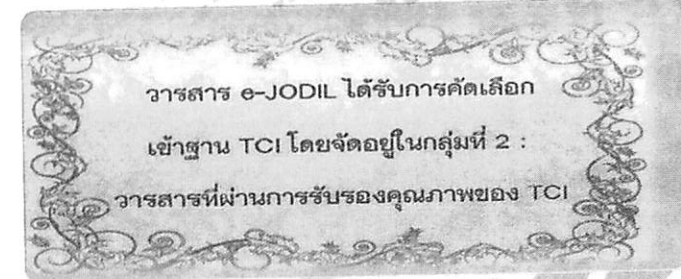 วารสาร e-JODIL ได้รับการคัดเลือก
เข้าฐาน TCI โดยจัดอยู่ในกลุ่มที่ 2 :
วารสารที่ผ่านการรับรองคุณภาพของ TCI